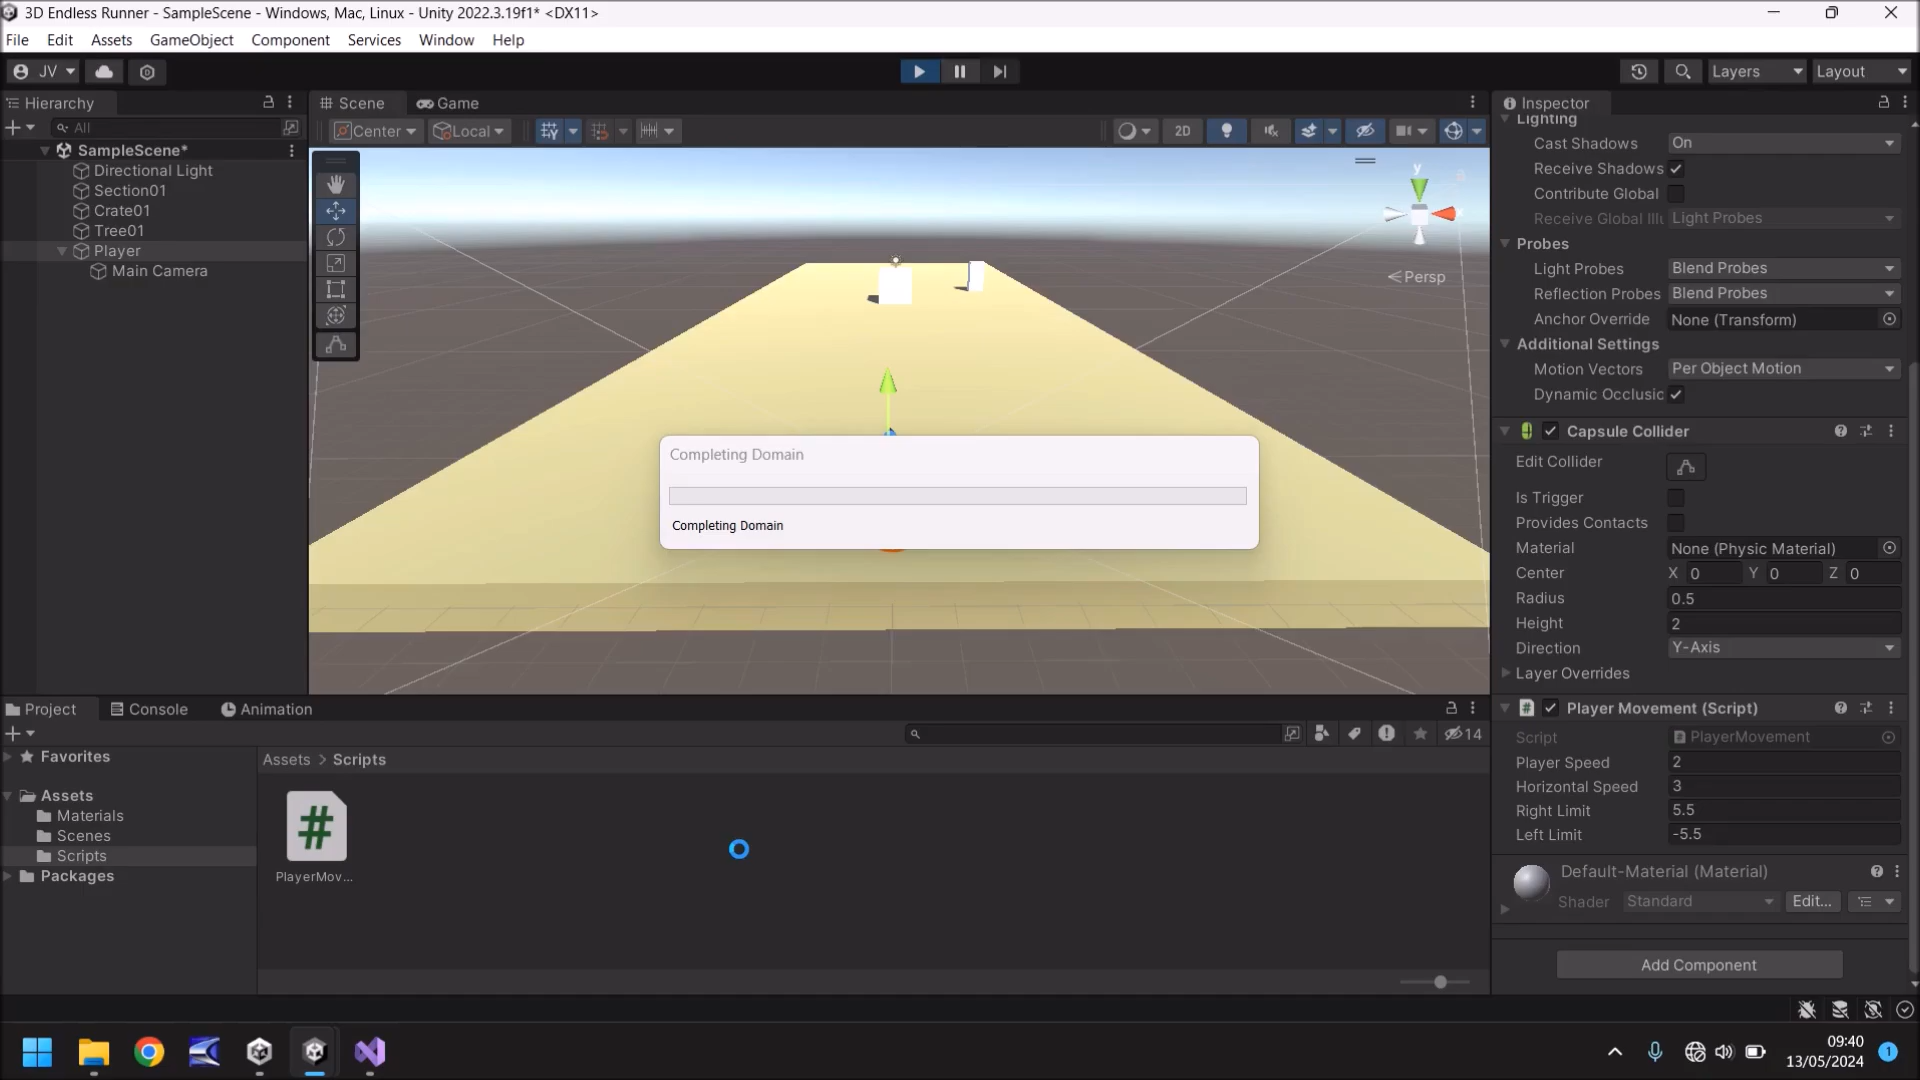 3D Endless Runner - SampleScene - Windows, Mac, Linux - Unity 2022.3.19f1* <DX11>
File Edit Assets GameObject Component Services Window Help
JV
Layers
Layout
Hierarchy
All
SampleScene*
Directional Light
Section01
Crate01
Tree01
Player
Main Camera
Scene Game
Center Local 2D
y
Persp
Completing Domain
Completing Domain
Inspector
Lighting
Cast Shadows On
Receive Shadows
Contribute Global
Receive Global Illu Light Probes
Probes
Light Probes Blend Probes
Reflection Probes Blend Probes
Anchor Override None (Transform)
Additional Settings
Motion Vectors Per Object Motion
Dynamic Occlusic
Capsule Collider
Edit Collider
Is Trigger
Provides Contacts
Material None (Physic Material)
Center X 0 Y 0 Z 0
Radius 0.5
Height 2
Direction Y-Axis
Layer Overrides
# Player Movement (Script)
Script PlayerMovement
Player Speed 2
Horizontal Speed 3
Right Limit 5.5
Left Limit -5.5
Default-Material (Material)
Shader Standard Edit...
Add Component
Project Console Animation
14
Favorites
Assets
Materials
Scenes
Scripts
Packages
Assets > Scripts
#
PlayerMov...
09:40
13/05/2024
1